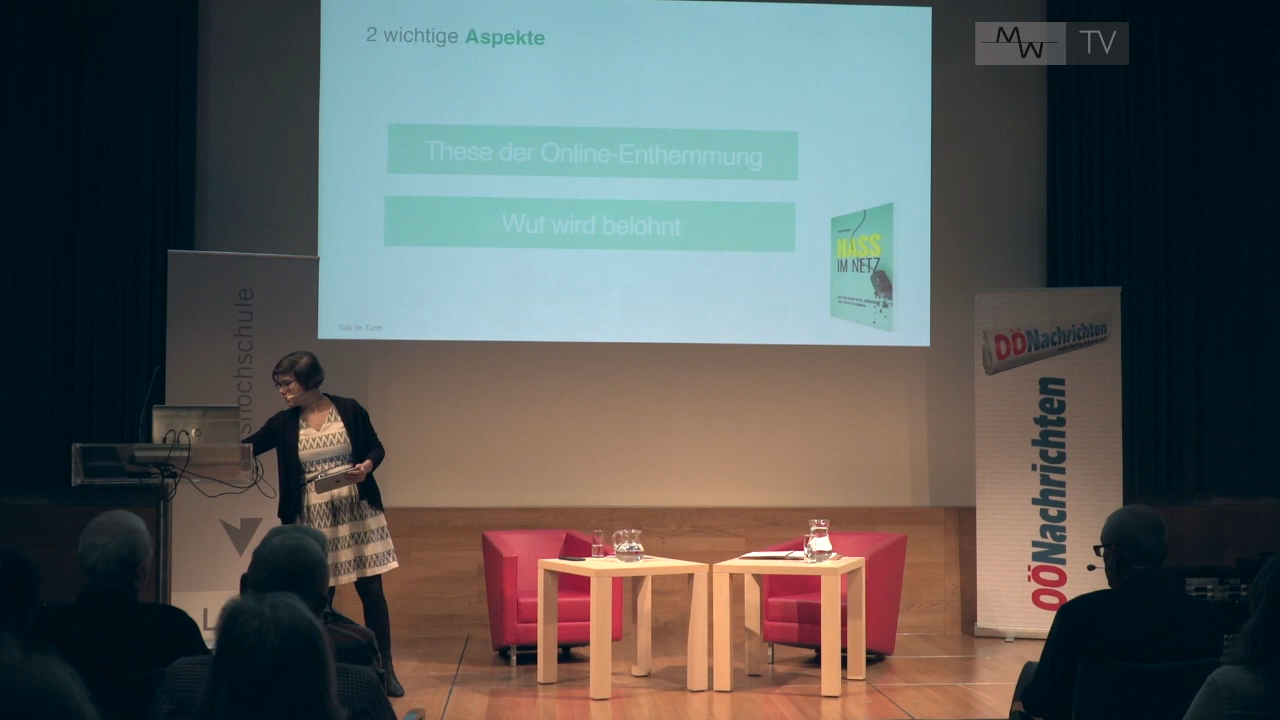 2 wichtige Aspekte
MW TV
These der Online-Enthemmung
Wut wird belohnt
HASS
IM NETZ
Talk im Turm
OÖNachrichten
OÖNachrichten
shochschule
L